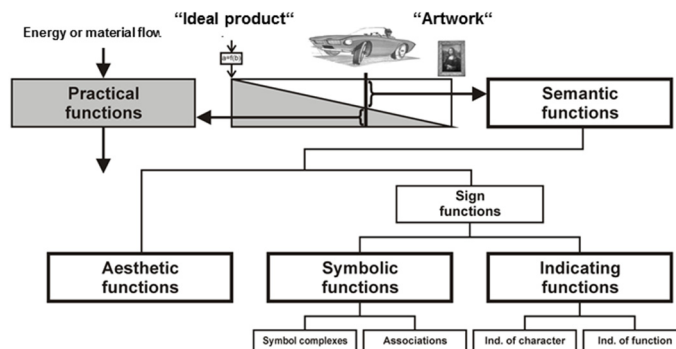 “Ideal product“
“Artwork“
Energy or material flow.
a=f(b)
Practical
functions
Semantic
functions
Sign
functions
Aesthetic
functions
Symbolic
functions
Indicating
functions
Symbol complexes
Associations
Ind. of character
Ind. of function